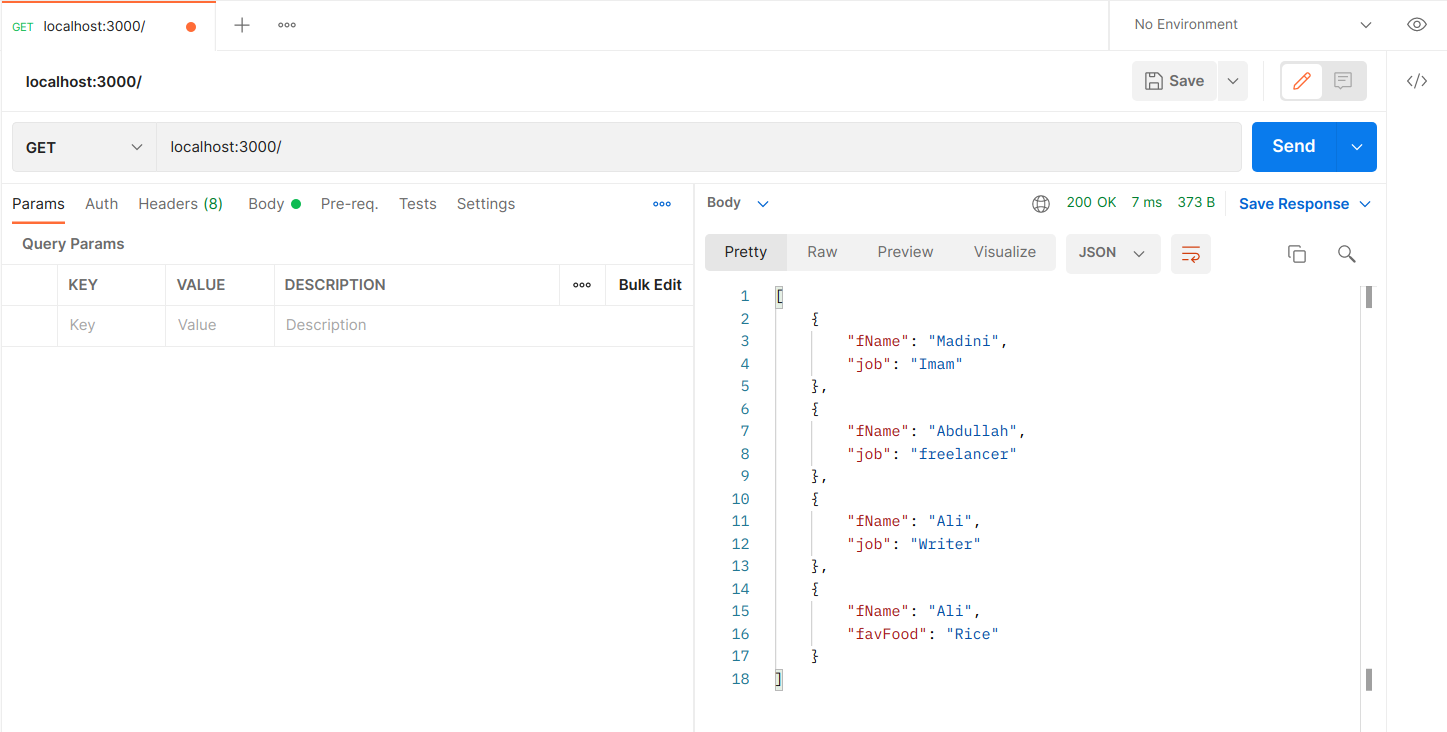 GET localhost:3000/
No Environment
localhost:3000/
Save
GET localhost:3000/ Send
Params Auth Headers (8) Body Pre-req. Tests Settings
Query Params
KEY VALUE DESCRIPTION Bulk Edit
Key Value Description
Body 200 OK 7 ms 373 B Save Response
Pretty Raw Preview Visualize JSON
1 [
2 {
3 "fName": "Madini",
4 "job": "Imam"
5 },
6 {
7 "fName": "Abdullah",
8 "job": "freelancer"
9 },
10 {
11 "fName": "Ali",
12 "job": "Writer"
13 },
14 {
15 "fName": "Ali",
16 "favFood": "Rice"
17 }
18 ]